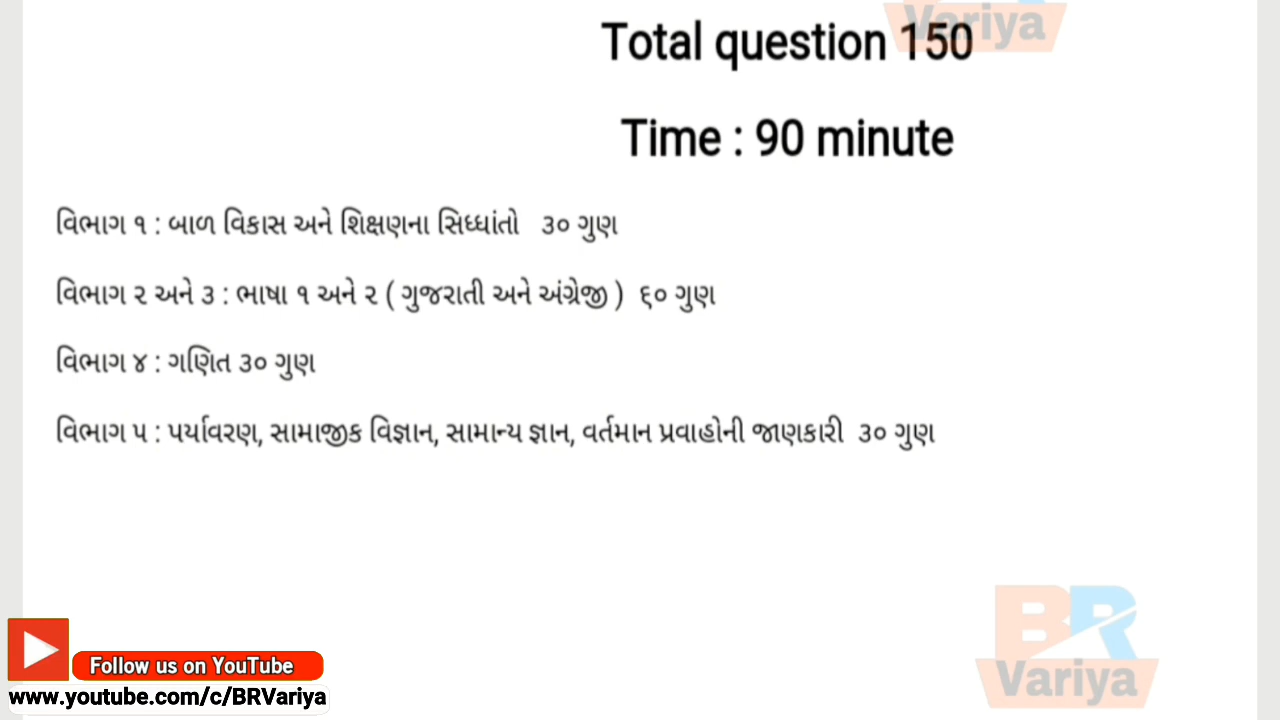 Variya
Total question 150
Time : 90 minute
વિભાગ ૧ : બાળ વિકાસ અને શિક્ષણના સિધ્ધાંતો ૩૦ ગુણ
વિભાગ ૨ અને ૩ : ભાષા ૧ અને ૨ ( ગુજરાતી અને અંગ્રેજી ) ૬૦ ગુણ
વિભાગ ૪ : ગણિત ૩૦ ગુણ
વિભાગ ૫ : પર્યાવરણ, સામાજીક વિજ્ઞાન, સામાન્ય જ્ઞાન, વર્તમાન પ્રવાહોની જાણકારી ૩૦ ગુણ
BR
Variya
Follow us on YouTube
www.youtube.com/c/BRVariya